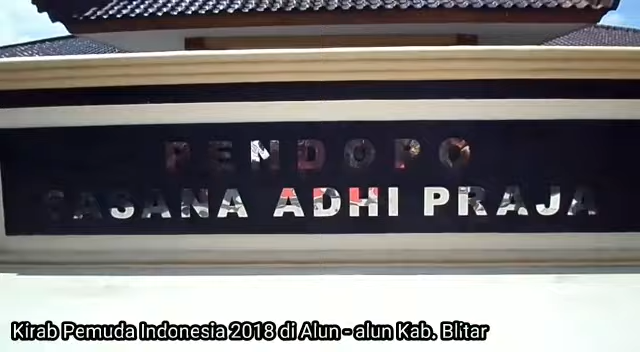 PENDOPO
SASANA ADHI PRAJA
Kirab Pemuda Indonesia 2018 di Alun - alun Kab. Blitar